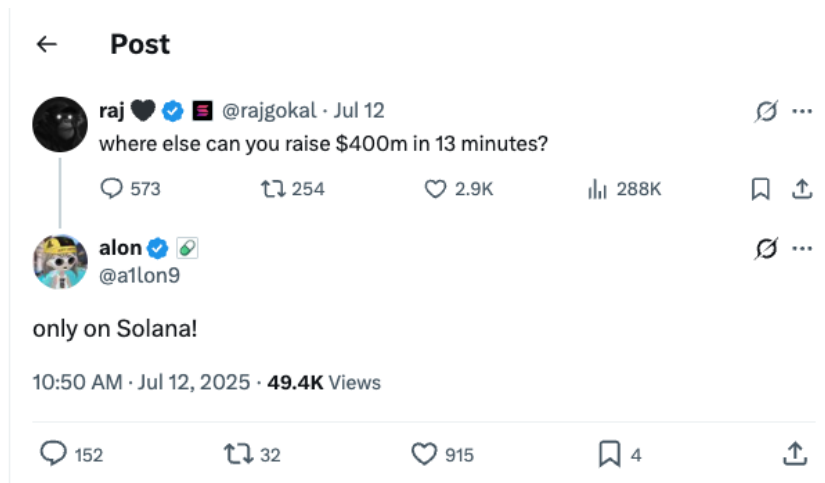 Post
raj 🖤 @rajgokal · Jul 12
where else can you raise $400m in 13 minutes?
573 254 2.9K 288K
alon
@a1lon9
only on Solana!
10:50 AM · Jul 12, 2025 · 49.4K Views
152 32 915 4